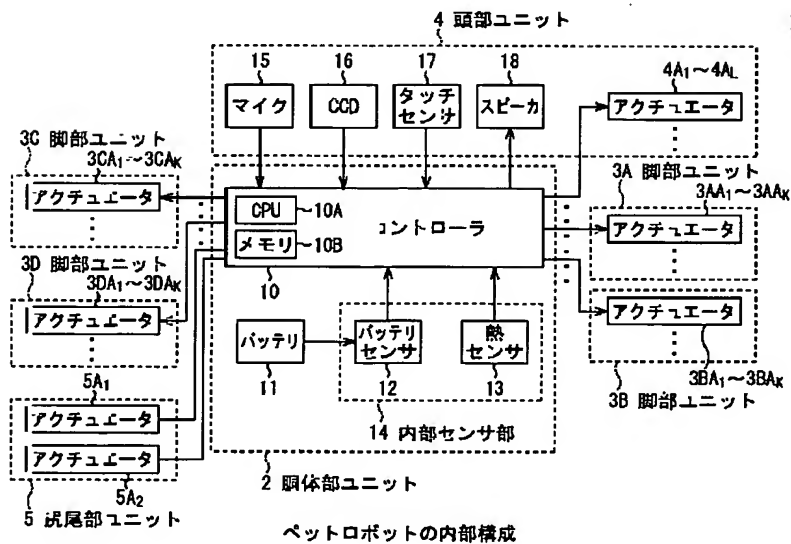 4 頭部ユニット
15
16
17
18
4A₁~4A_L
マイク
CCD
タッチ
センサ
スピーカ
アクチュエータ
3C 脚部ユニット
3CA₁~3CA_K
アクチュエータ
3A 脚部ユニット
3AA₁~3AA_K
アクチュエータ
CPU
10A
コントローラ
メモリ
10B
10
3D 脚部ユニット
3DA₁~3DA_K
アクチュエータ
アクチュエータ
3BA₁~3BA_K
3B 脚部ユニット
バッテリ
11
バッテリ
センサ
12
熱
センサ
13
14 内部センサ部
5A₁
アクチュエータ
アクチュエータ
5A₂
5 尾部ユニット
2 胴体部ユニット
ペットロボットの内部構成